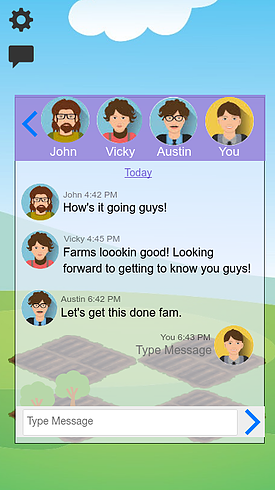 John Vicky Austin You
Today
John 4:42 PM
How's it going guys!
Vicky 4:45 PM
Farms loookin good! Looking
forward to getting to know you guys!
Austin 6:42 PM
Let's get this done fam.
You 6:43 PM
Type Message
Type Message